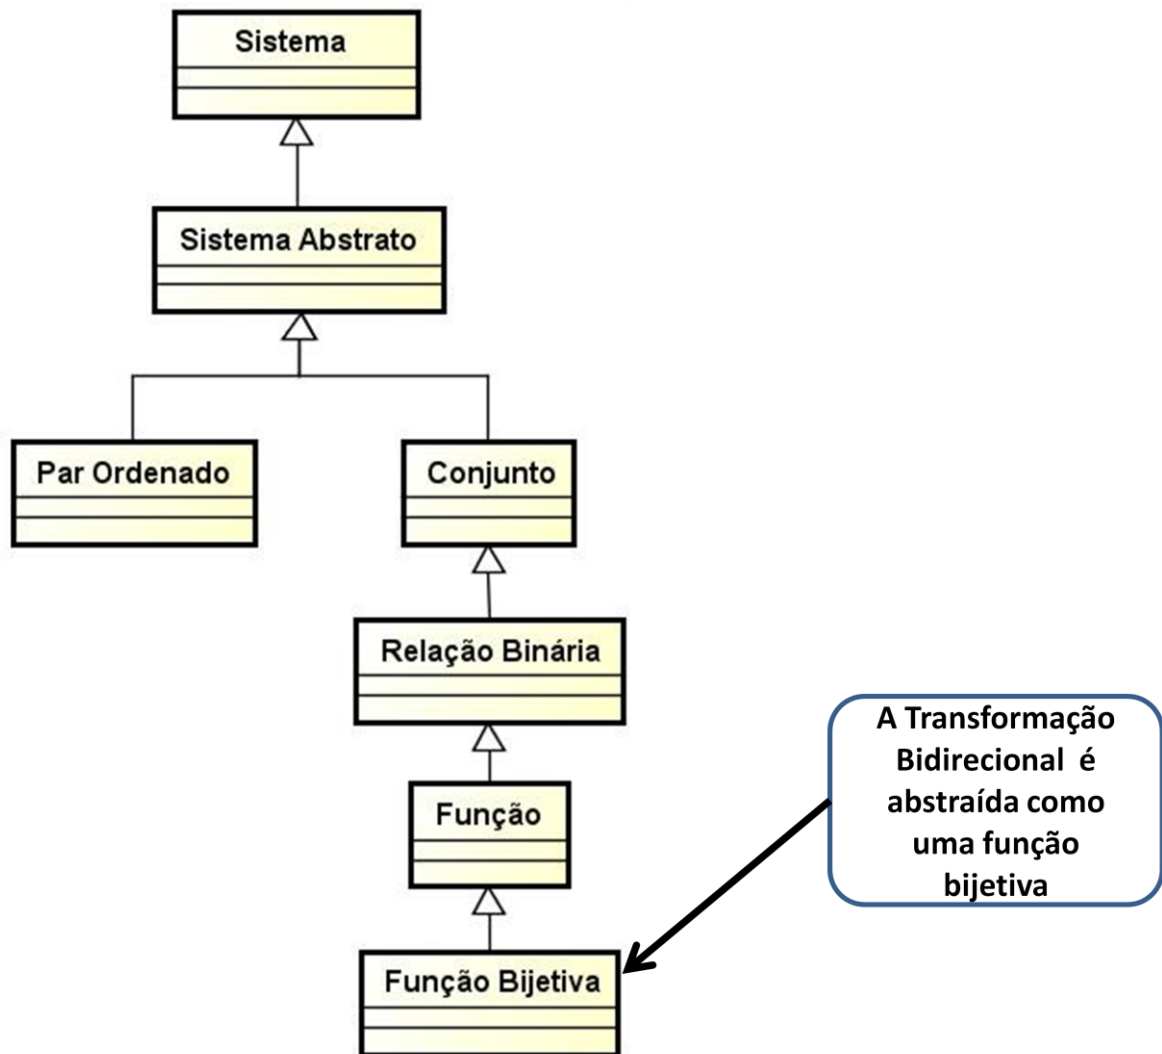 Sistema
Sistema Abstrato
Par Ordenado
Conjunto
Relação Binária
Função
Função Bijetiva
A Transformação
Bidirecional é
abstraída como
uma função
bijetiva